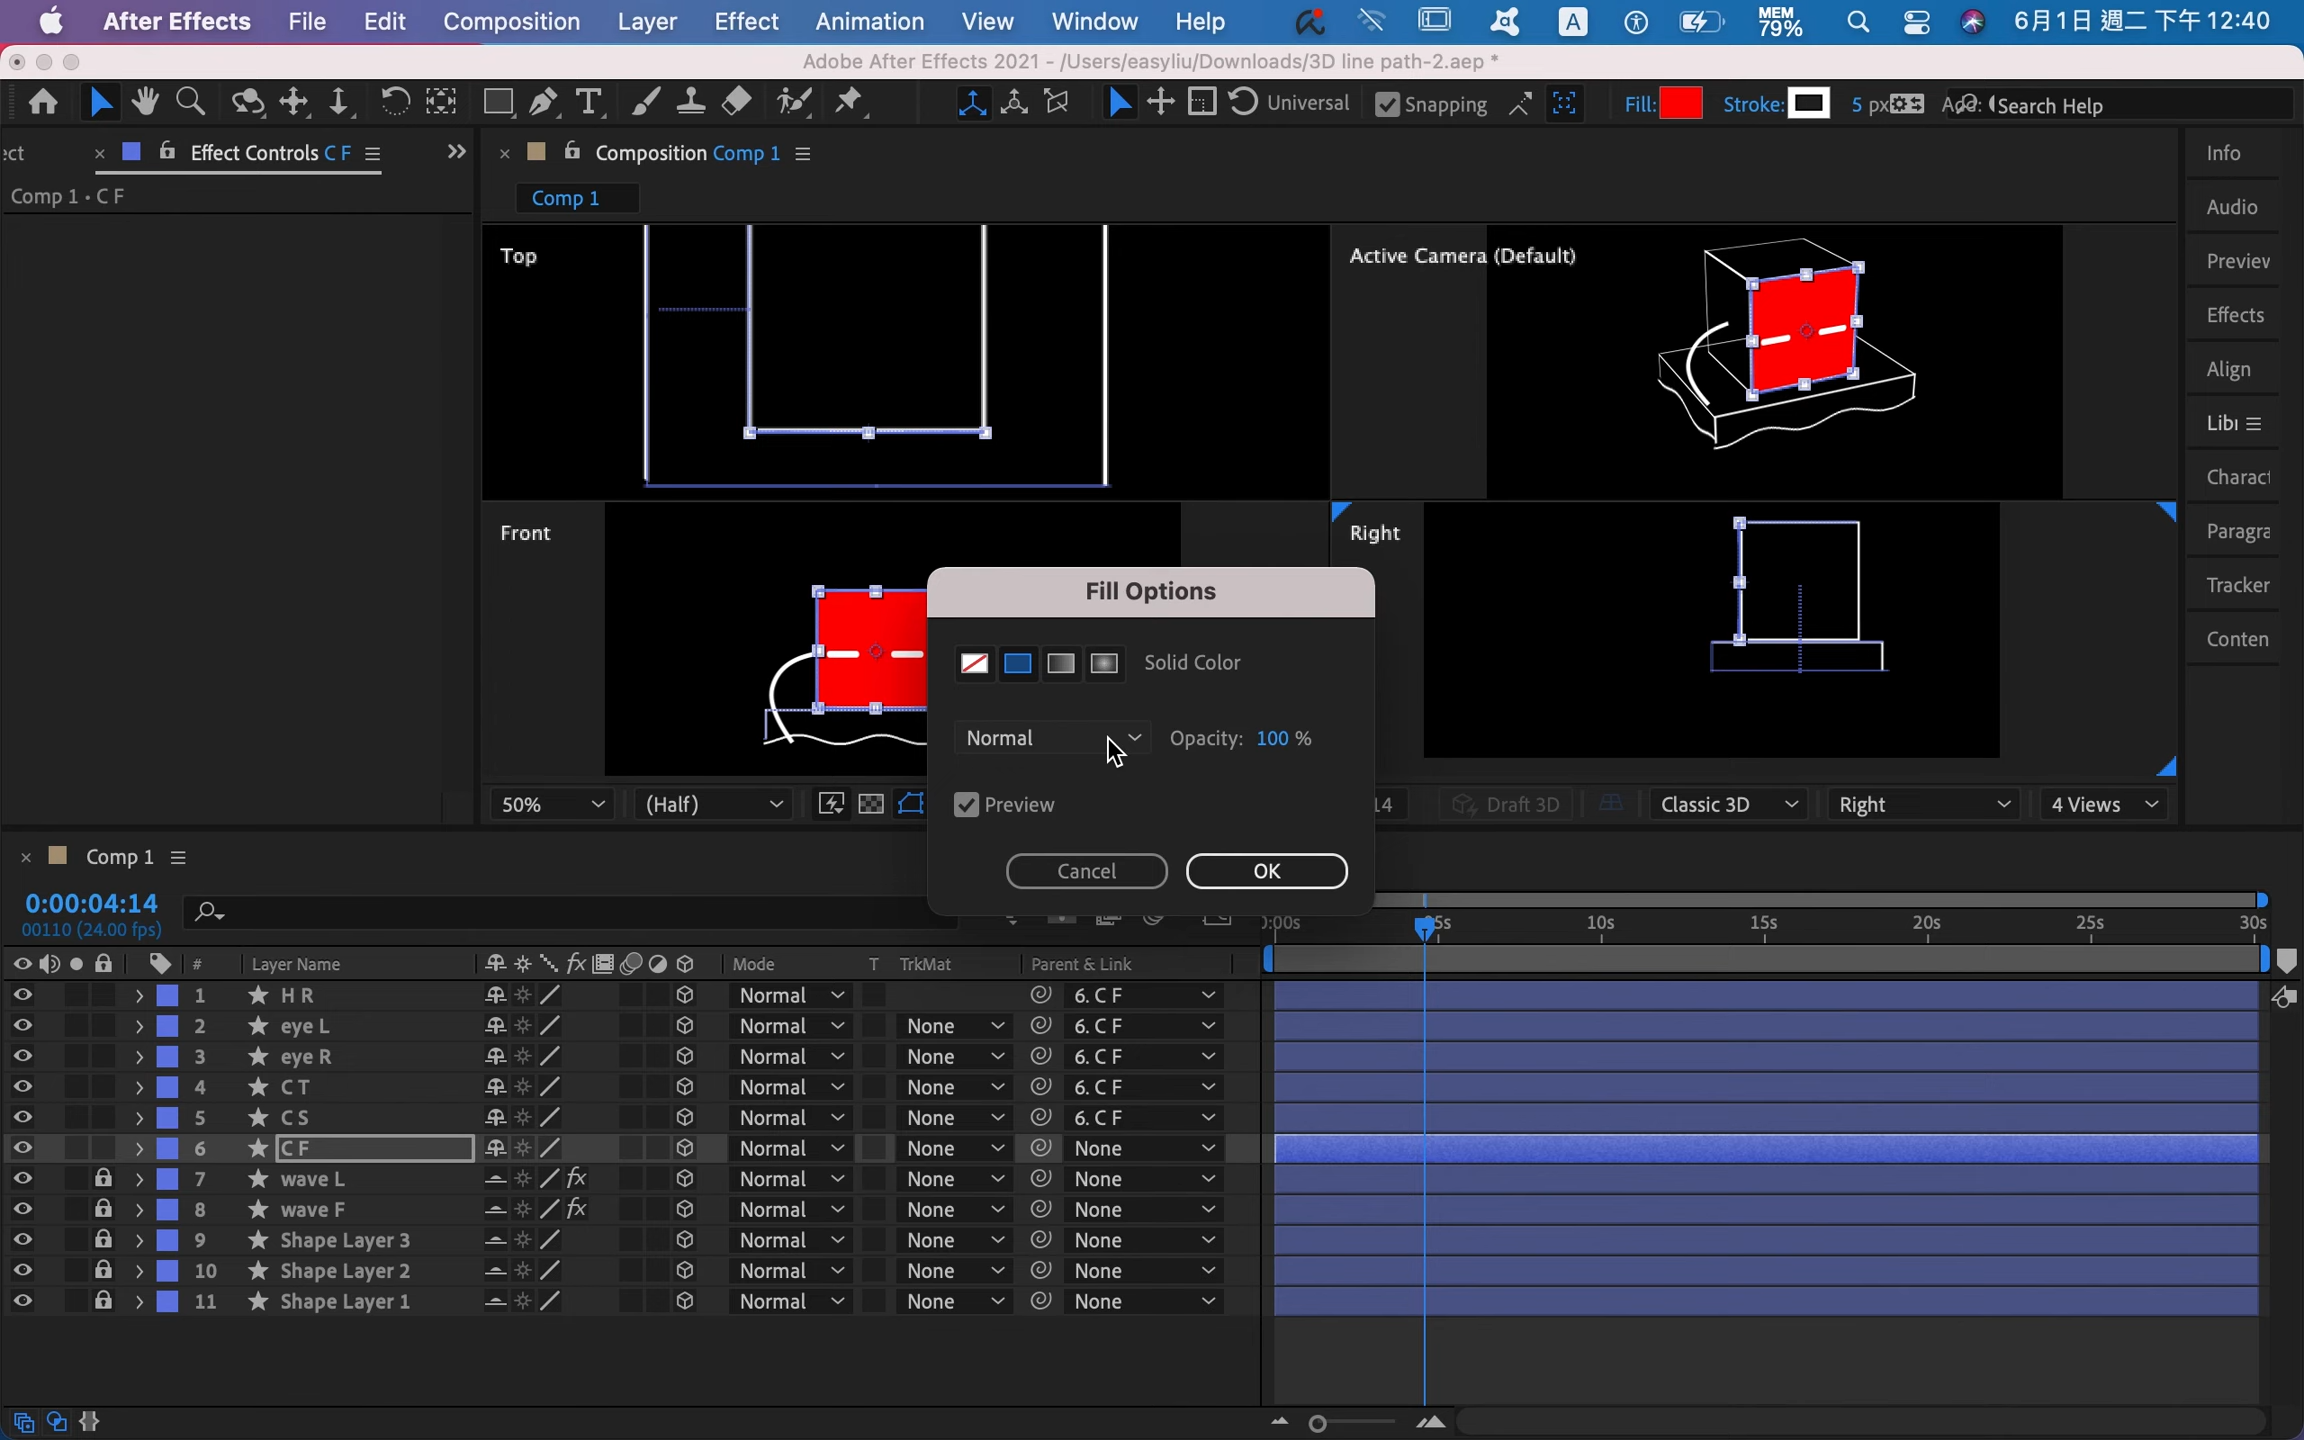 After Effects File Edit Composition Layer Effect Animation View Window Help A MEM 79% 6月1日 週二 下午 12:40
Adobe After Effects 2021 - /Users/easyliu/Downloads/3D line path-2.aep *
Universal Snapping Fill: Stroke: 5 px Add: Search Help
ect Effect Controls C F Composition Comp 1 Info
Comp 1 • C F Comp 1
Audio
Preview
Effects
Align
Libr
Charact
Paragra
Tracker
Conten
Top
Active Camera (Default)
Front
Right
Fill Options
Solid Color
Normal Opacity: 100 %
Preview
Cancel OK
50% (Half) 14 Draft 3D Classic 3D Right 4 Views
Comp 1
0:00:04:14
00110 (24.00 fps)
0:00s 05s 10s 15s 20s 25s 30s
# Layer Name fx Mode T TrkMat Parent & Link
1 H R Normal 6. C F
2 eye L Normal None 6. C F
3 eye R Normal None 6. C F
4 C T Normal None 6. C F
5 C S Normal None 6. C F
6 C F Normal None None
7 wave L fx Normal None None
8 wave F fx Normal None None
9 Shape Layer 3 Normal None None
10 Shape Layer 2 Normal None None
11 Shape Layer 1 Normal None None